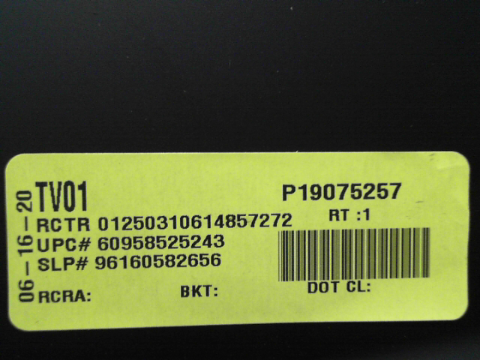 06-16-20
TV01 P19075257
RCTR 01250310614857272 RT :1
UPC# 60958525243
SLP# 96160582656
RCRA: BKT: DOT CL: